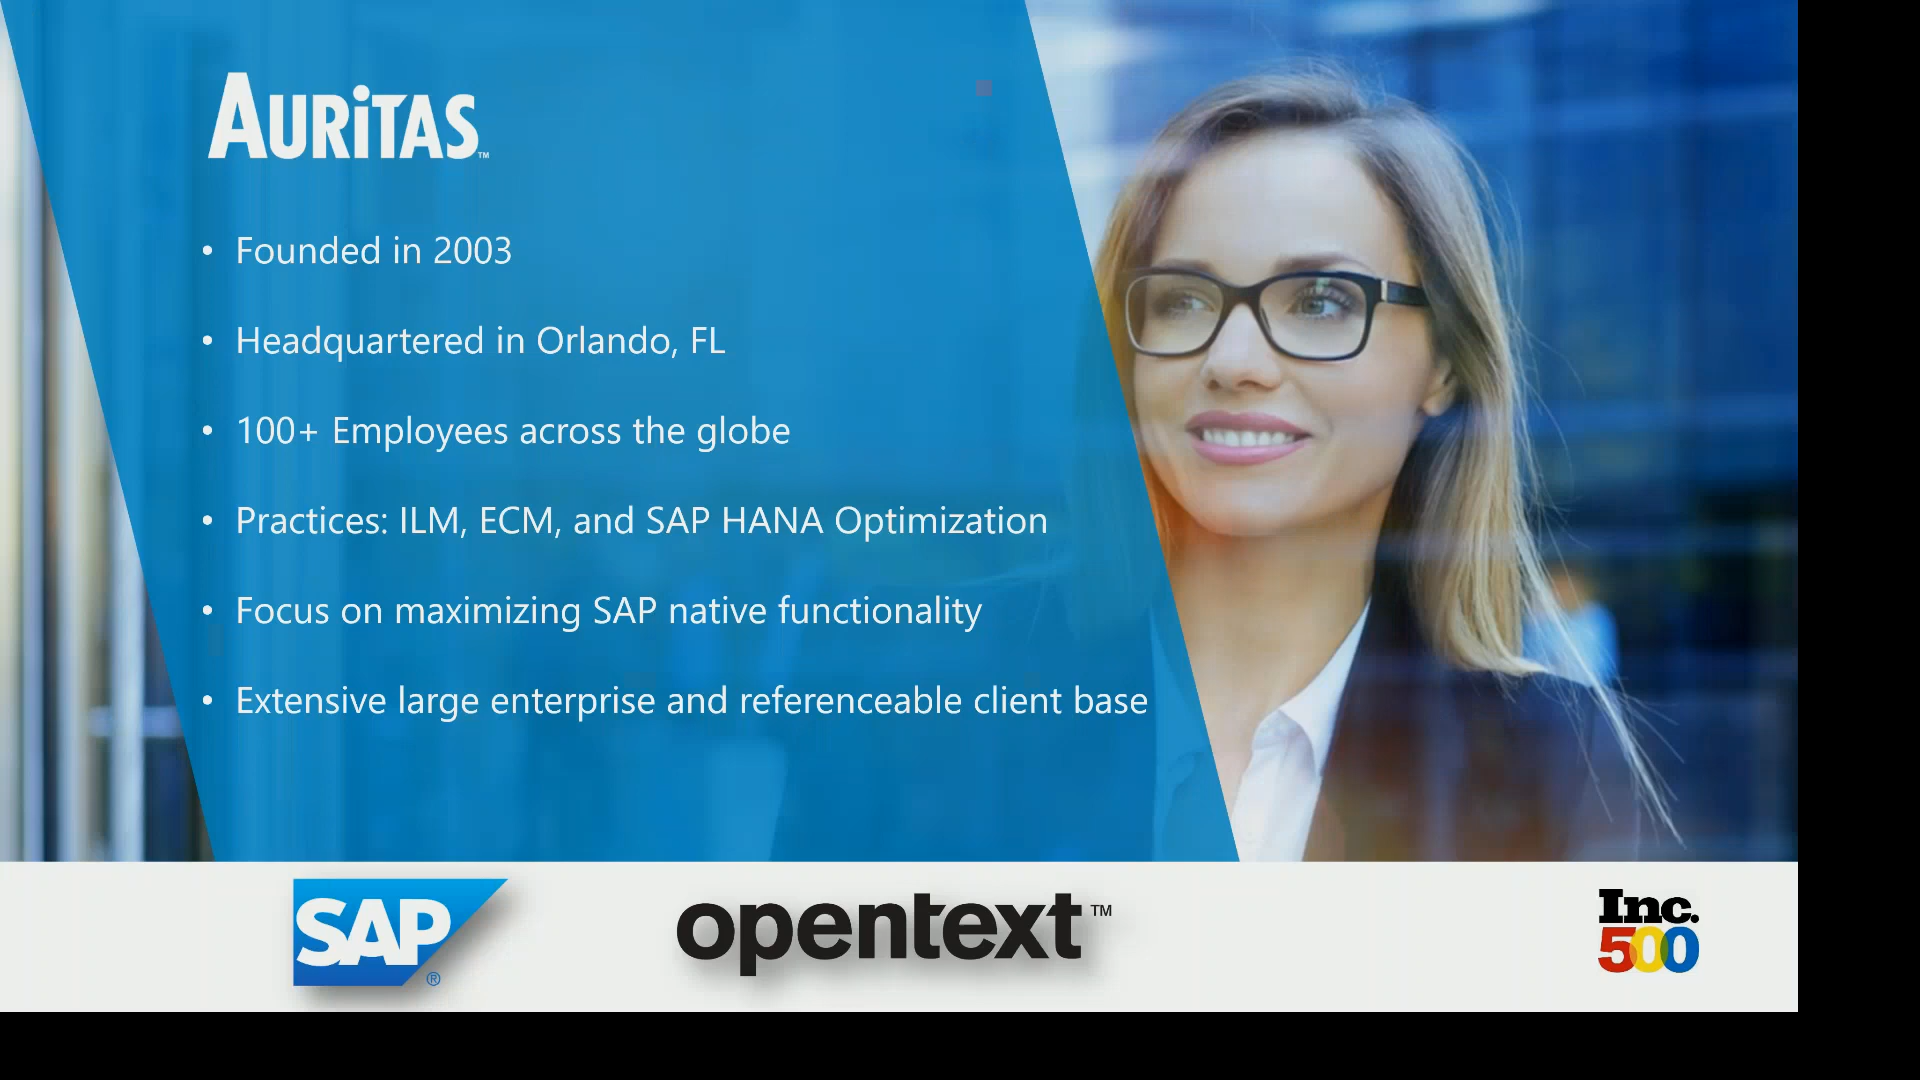 AURiTAS™
• Founded in 2003
• Headquartered in Orlando, FL
• 100+ Employees across the globe
• Practices: ILM, ECM, and SAP HANA Optimization
• Focus on maximizing SAP native functionality
• Extensive large enterprise and referenceable client base
SAP®
opentext™
Inc.
500